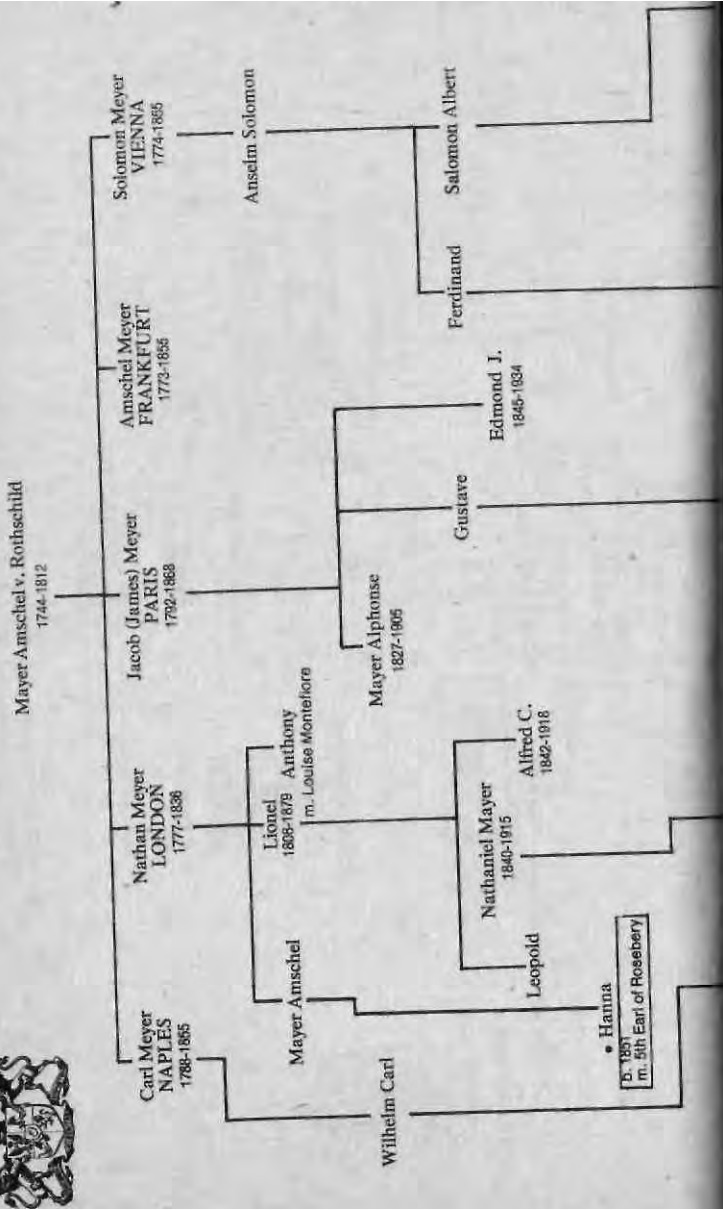 Mayer Amschel v. Rothschild
1744-1812
Carl Meyer
NAPLES
1788-1855
Nathan Meyer
LONDON
1777-1836
Jacob (James) Meyer
PARIS
1792-1868
Amschel Meyer
FRANKFURT
1773-1855
Solomon Meyer
VIENNA
1774-1855
Mayer Amschel
Lionel
1808-1879
Anthony
m. Louise Montefiore
Anselm Solomon
Wilhelm Carl
Leopold
Nathaniel Mayer
1840-1915
Alfred C.
1842-1918
Mayer Alphonse
1827-1905
Gustave
Edmond J.
1845-1934
Ferdinand
Salomon Albert
• Hanna
b. 1851
m. 5th Earl of Rosebery